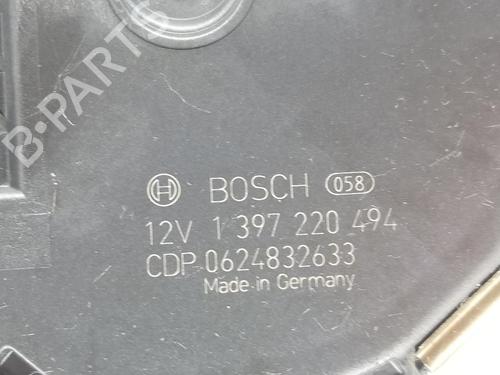 B-PARTS
BOSCH 058
12V 1 397 220 494
CDP 0624832633
Made in Germany